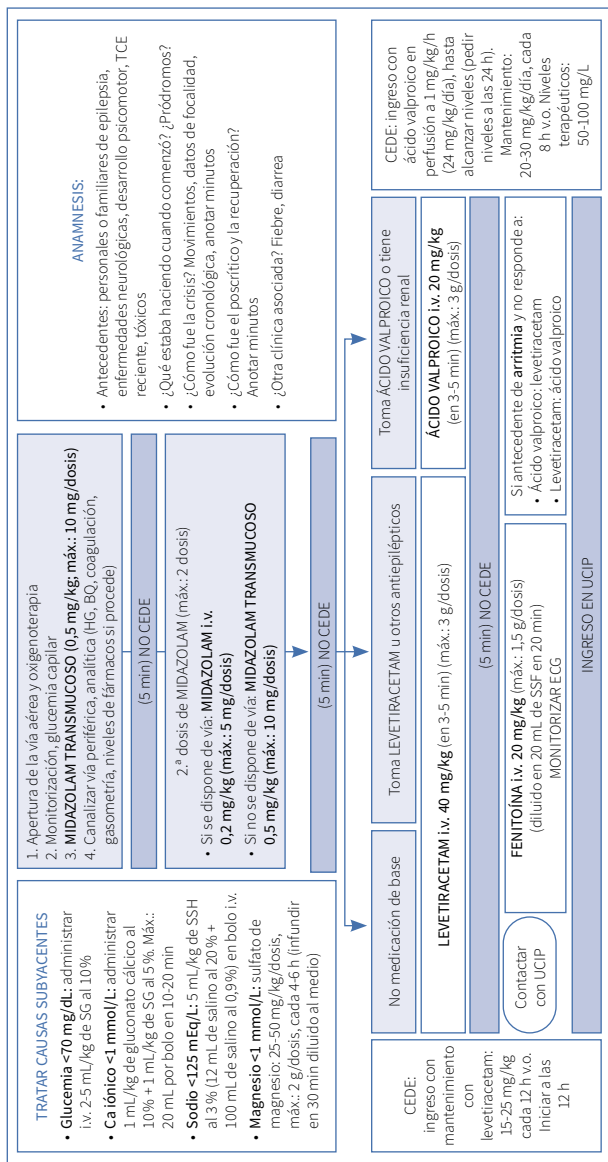 TRATAR CAUSAS SUBYACENTES
• Glucemia <70 mg/dL: administrar
i.v. 2-5 mL/kg de SG al 10%
• Ca iónico <1 mmol/L: administrar
1 mL/kg de gluconato cálcico al
10% + 1 mL/kg de SG al 5%. Máx.:
20 mL por bolo en 10-20 min
• Sodio <125 mEq/L: 5 mL/kg de SSH
al 3% (12 mL de salino al 20% +
100 mL de salino al 0,9%) en bolo i.v.
• Magnesio <1 mmol/L: sulfato de
magnesio: 25-50 mg/kg/dosis,
máx.: 2 g/dosis, cada 4-6 h (infundir
en 30 min diluido al medio)
1. Apertura de la vía aérea y oxigenoterapia
2. Monitorización, glucemia capilar
3. MIDAZOLAM TRANSMUCOSO (0,5 mg/kg; máx.: 10 mg/dosis)
4. Canalizar vía periférica, analítica (HG, BQ, coagulación,
gasometría, niveles de fármacos si procede)
(5 min) NO CEDE
2.ª dosis de MIDAZOLAM (máx.: 2 dosis)
• Si se dispone de vía: MIDAZOLAM i.v.
0,2 mg/kg (máx.: 5 mg/dosis)
• Si no se dispone de vía: MIDAZOLAM TRANSMUCOSO
0,5 mg/kg (máx.: 10 mg/dosis)
(5 min) NO CEDE
ANAMNESIS:
• Antecedentes: personales o familiares de epilepsia,
enfermedades neurológicas, desarrollo psicomotor, TCE
reciente, tóxicos
• ¿Qué estaba haciendo cuando comenzó? ¿Pródromos?
• ¿Cómo fue la crisis? Movimientos, datos de focalidad,
evolución cronológica, anotar minutos
• ¿Cómo fue el poscrítico y la recuperación?
Anotar minutos
• ¿Otra clínica asociada? Fiebre, diarrea
No medicación de base
Toma LEVETIRACETAM u otros antiepilépticos
Toma ÁCIDO VALPROICO o tiene
insuficiencia renal
LEVETIRACETAM i.v. 40 mg/kg (en 3-5 min) (máx.: 3 g/dosis)
ÁCIDO VALPROICO i.v. 20 mg/kg
(en 3-5 min) (máx.: 3 g/dosis)
(5 min) NO CEDE
Contactar
con UCIP
FENITOÍNA i.v. 20 mg/kg (máx.: 1,5 g/dosis)
(diluido en 20 mL de SSF en 20 min)
MONITORIZAR ECG
Si antecedente de arritmia y no responde a:
• Ácido valproico: levetiracetam
• Levetiracetam: ácido valproico
INGRESO EN UCIP
CEDE:
ingreso con
mantenimiento
con
levetiracetam:
15-25 mg/kg
cada 12 h v.o.
Iniciar a las
12 h
CEDE: ingreso con
ácido valproico en
perfusión a 1 mg/kg/h
(24 mg/kg/día), hasta
alcanzar niveles (pedir
niveles a las 24 h).
Mantenimiento:
20-30 mg/kg/día, cada
8 h v.o. Niveles
terapéuticos:
50-100 mg/L